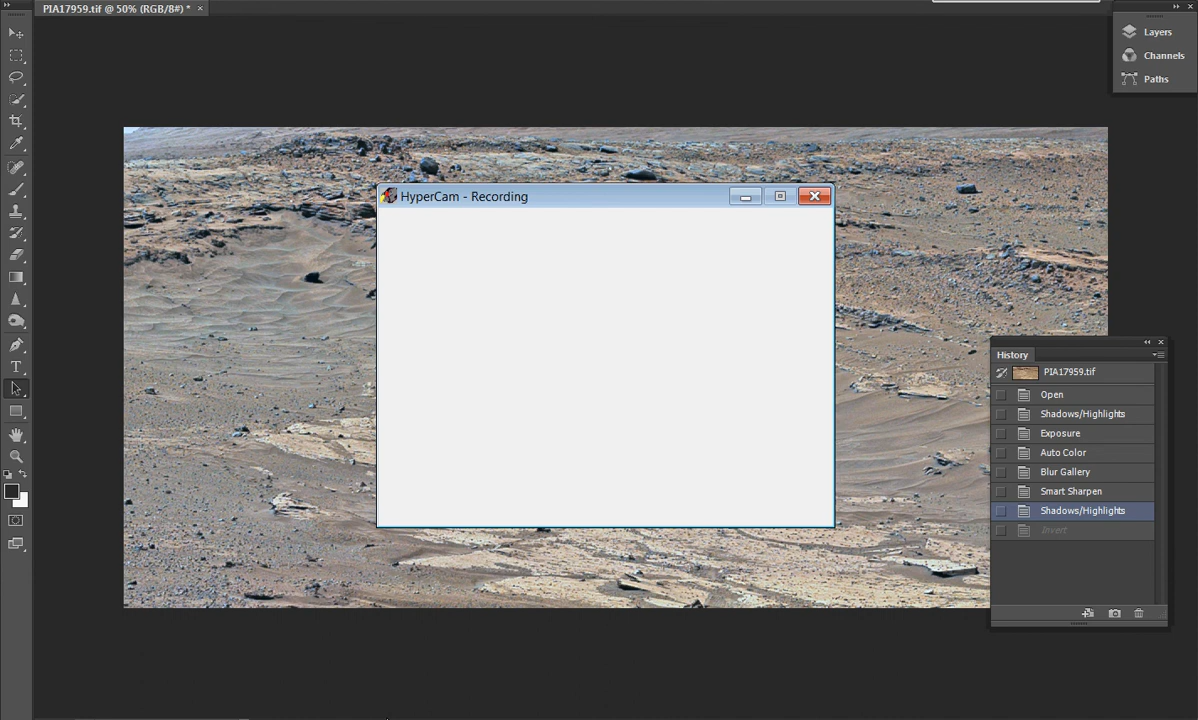 PIA17959.tif @ 50% (RGB/8#) * ×
Layers
Channels
Paths
HyperCam - Recording
History
PIA17959.tif
Open
Shadows/Highlights
Exposure
Auto Color
Blur Gallery
Smart Sharpen
Shadows/Highlights
Invert